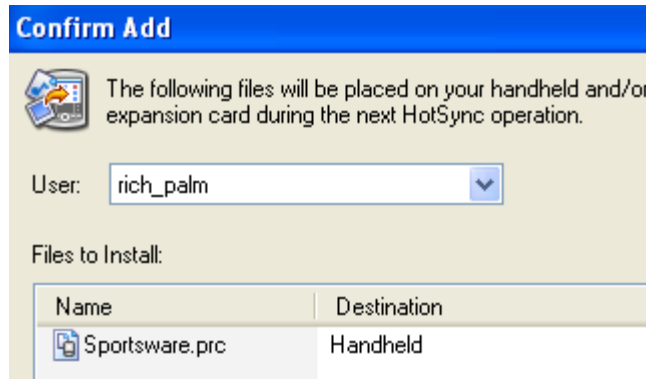 Confirm Add
The following files will be placed on your handheld and/or
expansion card during the next HotSync operation.
User: rich_palm
Files to Install:
Name Destination
Sportsware.prc Handheld